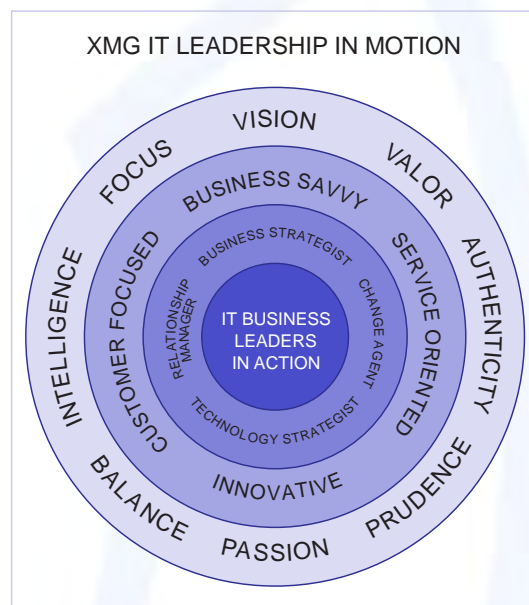 XMG IT LEADERSHIP IN MOTION
VISION
VALOR
AUTHENTICITY
PRUDENCE
PASSION
BALANCE
INTELLIGENCE
FOCUS
BUSINESS SAVVY
SERVICE ORIENTED
INNOVATIVE
CUSTOMER FOCUSED
BUSINESS STRATEGIST
CHANGE AGENT
TECHNOLOGY STRATEGIST
RELATIONSHIP
MANAGER
IT BUSINESS
LEADERS
IN ACTION